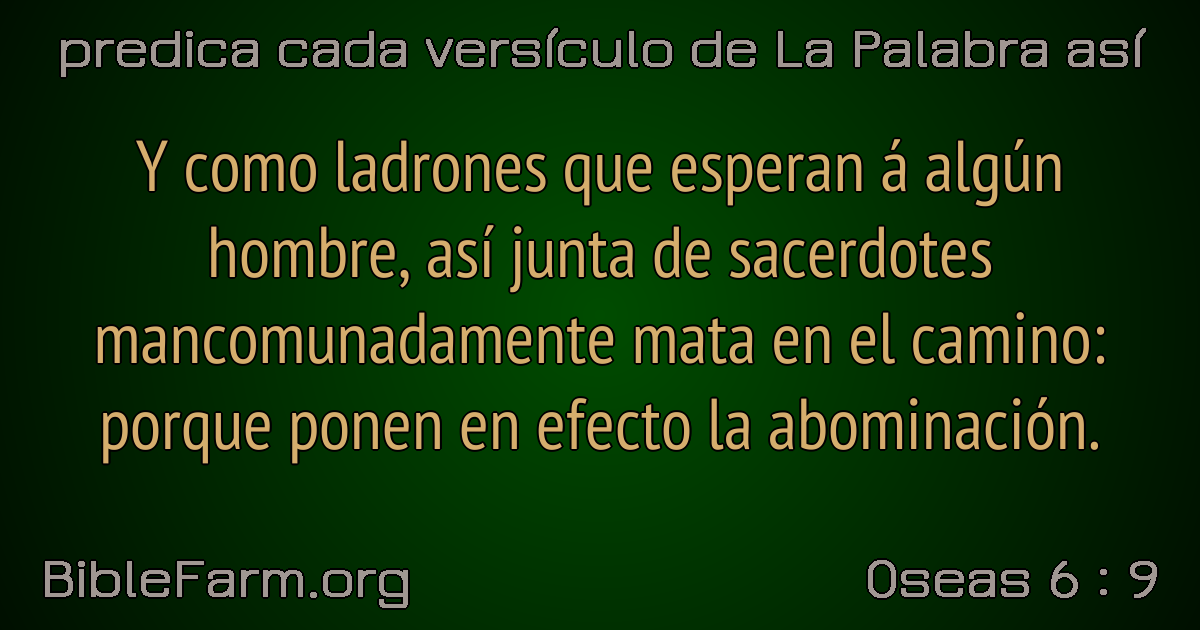 predica cada versículo de La Palabra así
Y como ladrones que esperan á algún
hombre, así junta de sacerdotes
mancomunadamente mata en el camino:
porque ponen en efecto la abominación.
BibleFarm.org
Oseas 6 : 9